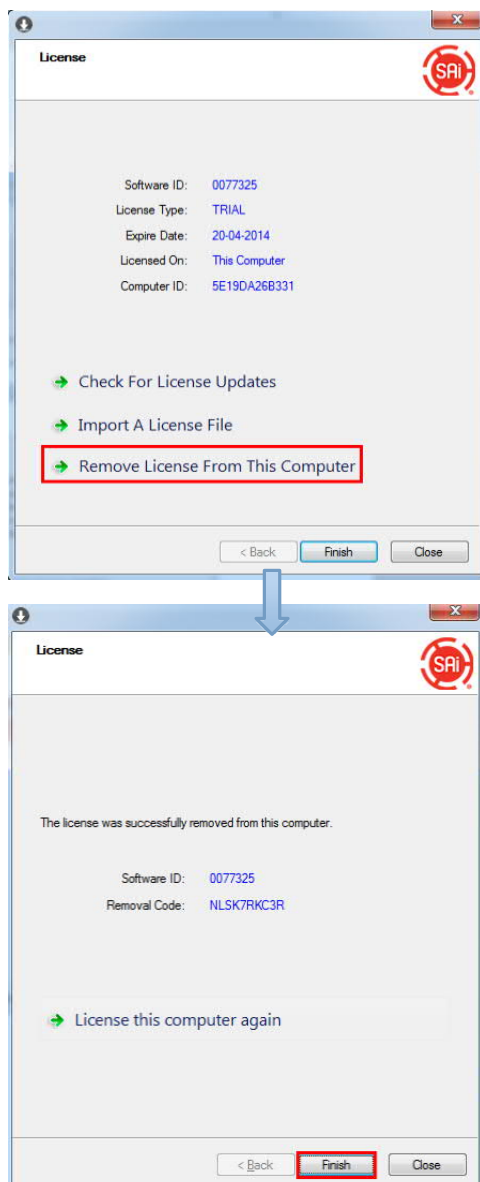 License
SAi
Software ID: 0077325
License Type: TRIAL
Expire Date: 20-04-2014
Licensed On: This Computer
Computer ID: 5E19DA26B331
Check For License Updates
Import A License File
Remove License From This Computer
< Back Finish Close
License
SAi
The license was successfully removed from this computer.
Software ID: 0077325
Removal Code: NLSK7RKC3R
License this computer again
< Back Finish Close